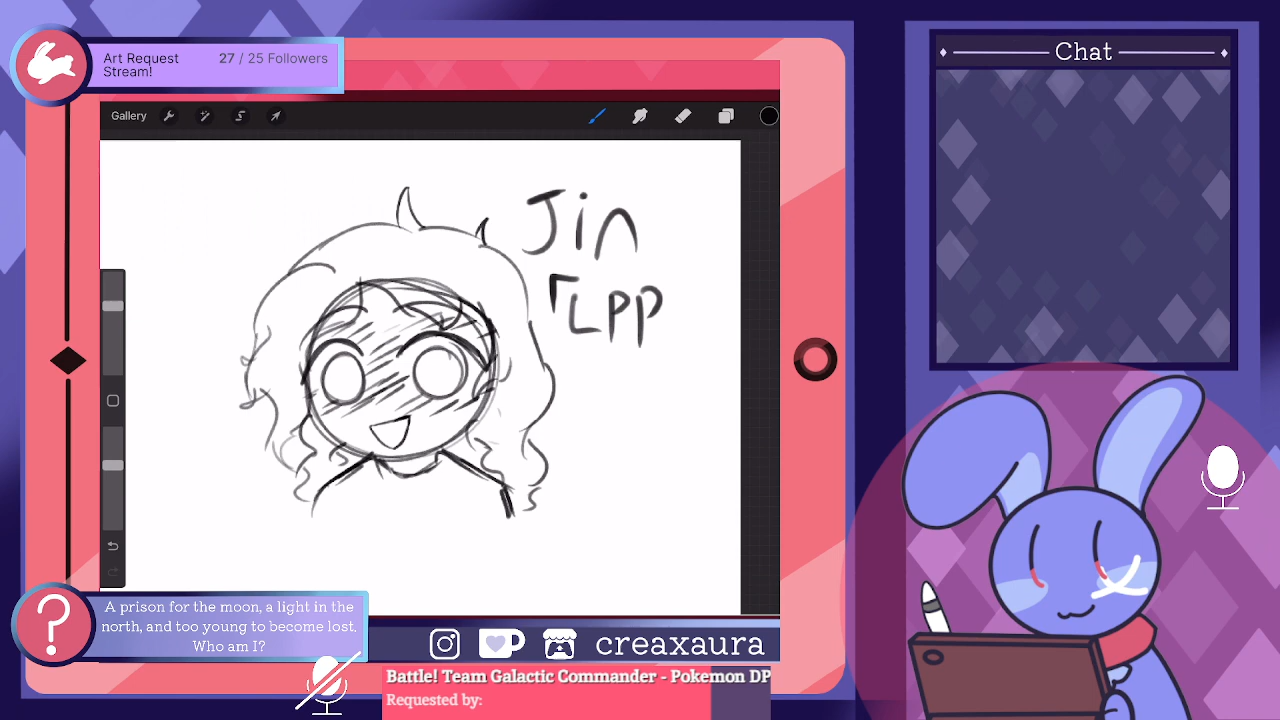 Art Request
Stream!
27 / 25 Followers
Chat
Gallery
Jin
LPP
A prison for the moon, a light in the
north, and too young to become lost.
Who am I?
creaxaura
Battle! Team Galactic Commander - Pokemon DP
Requested by: